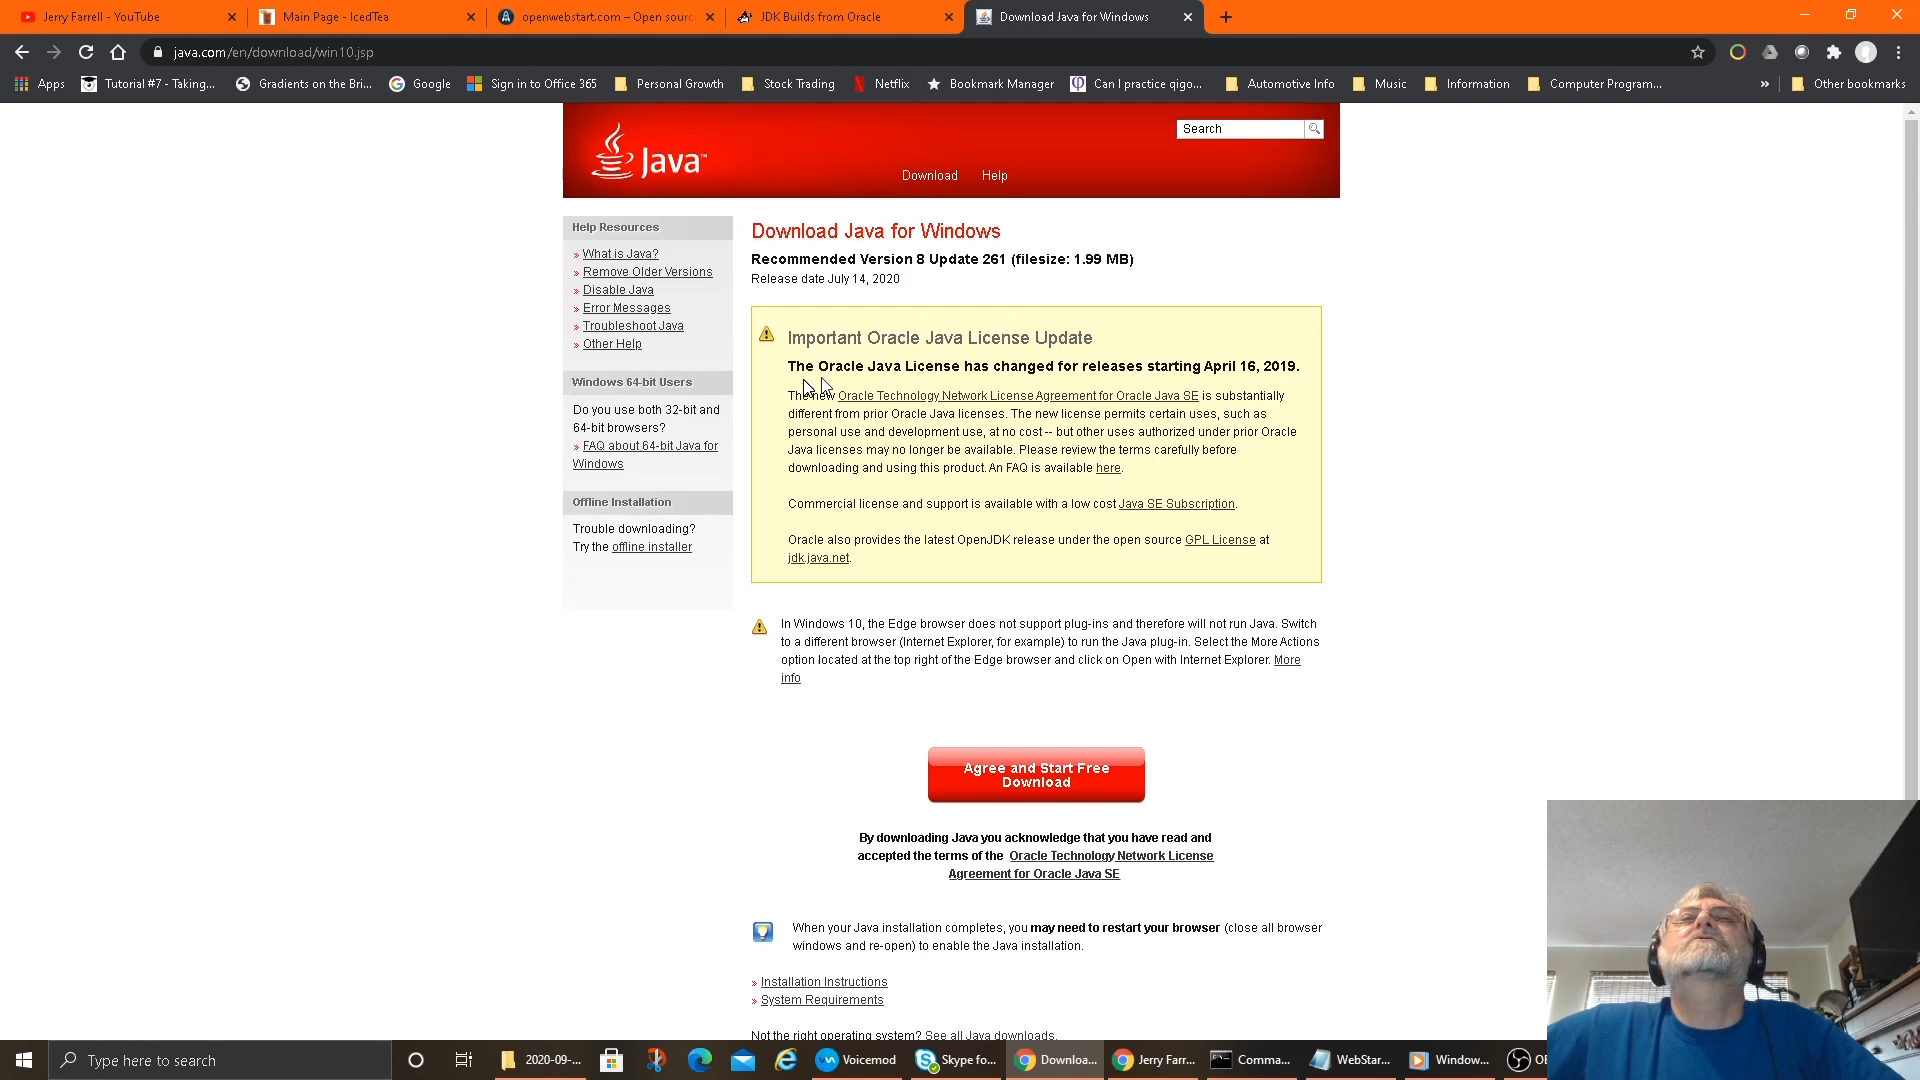 Jerry Farrell - YouTube
Main Page - IcedTea
openwebstart.com – Open sourc
JDK Builds from Oracle
Download Java for Windows
java.com/en/download/win10.jsp
Apps
Tutorial #7 - Taking...
Gradients on the Bri...
Google
Sign in to Office 365
Personal Growth
Stock Trading
Netflix
Bookmark Manager
Can I practice qigo...
Automotive Info
Music
Information
Computer Program...
»
Other bookmarks
Java™
Search
Download
Help
Help Resources
» What is Java?
» Remove Older Versions
» Disable Java
» Error Messages
» Troubleshoot Java
» Other Help
Windows 64-bit Users
Do you use both 32-bit and
64-bit browsers?
» FAQ about 64-bit Java for
Windows
Offline Installation
Trouble downloading?
Try the offline installer
Download Java for Windows
Recommended Version 8 Update 261 (filesize: 1.99 MB)
Release date July 14, 2020
Important Oracle Java License Update
The Oracle Java License has changed for releases starting April 16, 2019.
The new Oracle Technology Network License Agreement for Oracle Java SE is substantially
different from prior Oracle Java licenses. The new license permits certain uses, such as
personal use and development use, at no cost -- but other uses authorized under prior Oracle
Java licenses may no longer be available. Please review the terms carefully before
downloading and using this product. An FAQ is available here.
Commercial license and support is available with a low cost Java SE Subscription.
Oracle also provides the latest OpenJDK release under the open source GPL License at
jdk.java.net.
In Windows 10, the Edge browser does not support plug-ins and therefore will not run Java. Switch
to a different browser (Internet Explorer, for example) to run the Java plug-in. Select the More Actions
option located at the top right of the Edge browser and click on Open with Internet Explorer. More
info
Agree and Start Free
Download
By downloading Java you acknowledge that you have read and
accepted the terms of the Oracle Technology Network License
Agreement for Oracle Java SE
When your Java installation completes, you may need to restart your browser (close all browser
windows and re-open) to enable the Java installation.
» Installation Instructions
» System Requirements
Not the right operating system? See all Java downloads.
Type here to search
2020-09-...
Voicemod
Skype fo...
Downloa...
Jerry Farr...
Comma...
WebStar...
Window...
OB